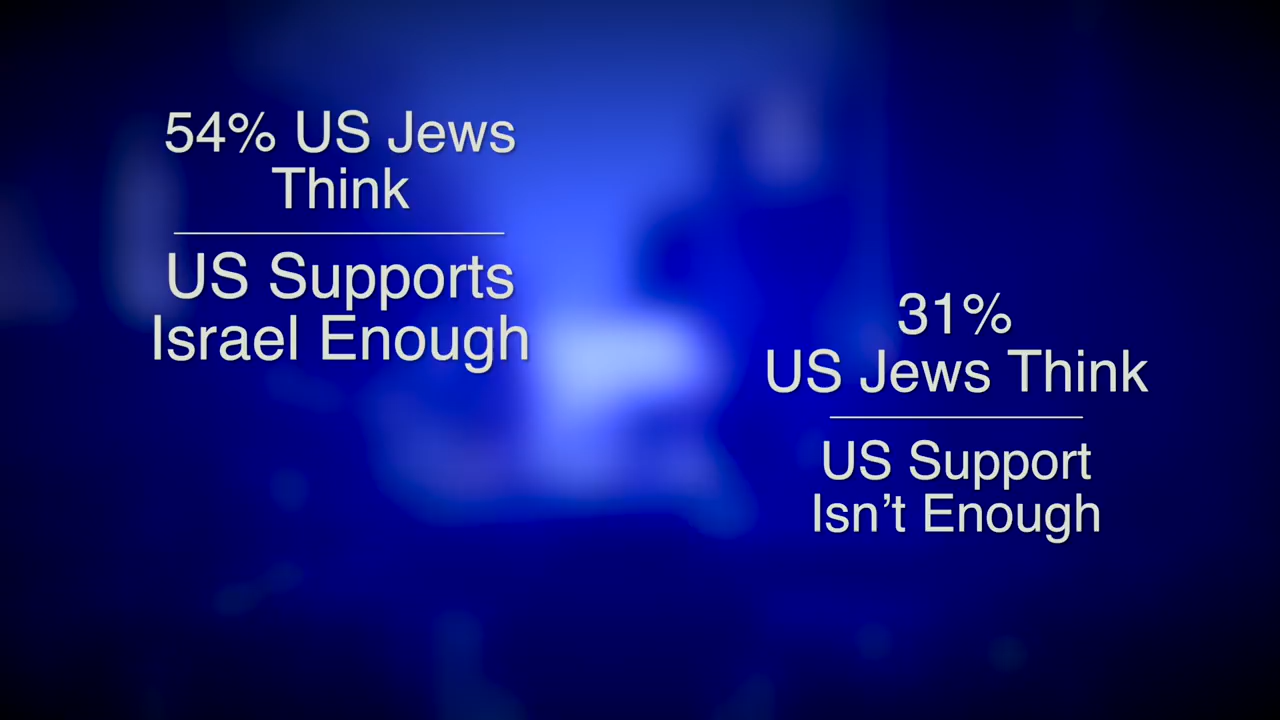 54% US Jews
Think
US Supports
Israel Enough
31%
US Jews Think
US Support
Isn’t Enough